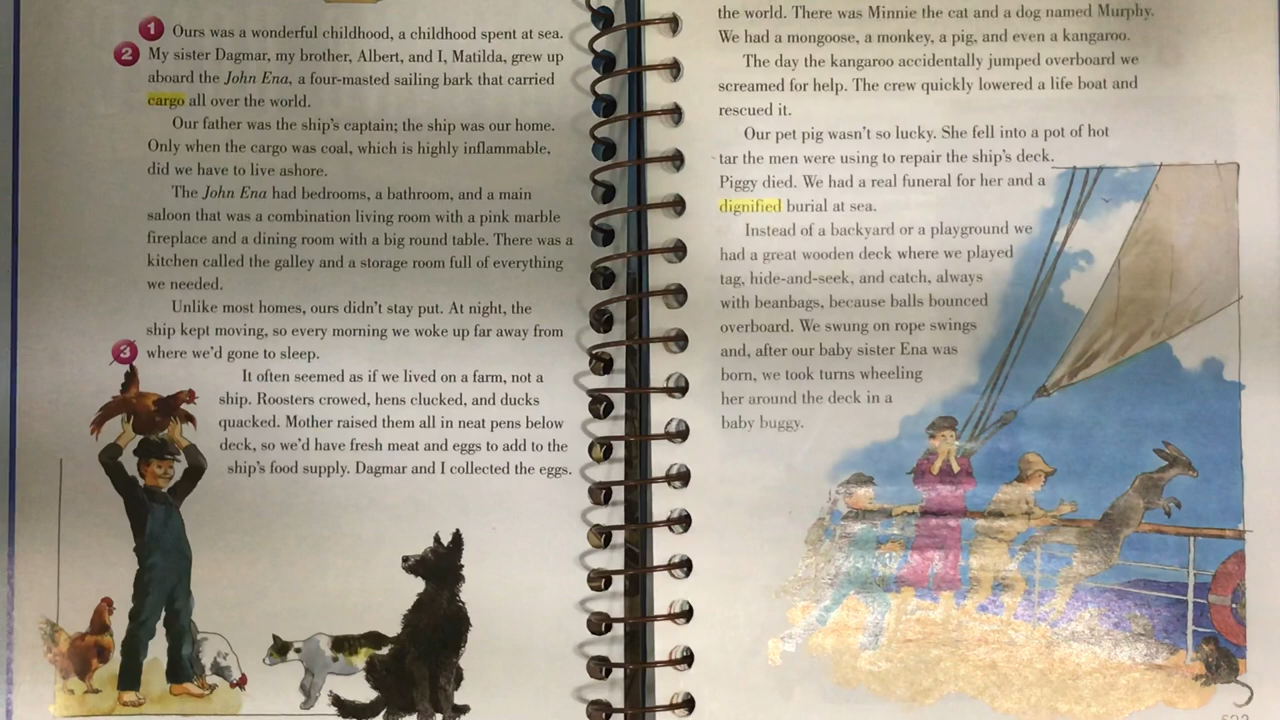 1 Ours was a wonderful childhood, a childhood spent at sea.
2 My sister Dagmar, my brother, Albert, and I, Matilda, grew up
aboard the John Ena, a four-masted sailing bark that carried
cargo all over the world.
Our father was the ship's captain; the ship was our home.
Only when the cargo was coal, which is highly inflammable,
did we have to live ashore.
The John Ena had bedrooms, a bathroom, and a main
saloon that was a combination living room with a pink marble
fireplace and a dining room with a big round table. There was a
kitchen called the galley and a storage room full of everything
we needed.
Unlike most homes, ours didn't stay put. At night, the
ship kept moving, so every morning we woke up far away from
3 where we'd gone to sleep.
It often seemed as if we lived on a farm, not a
ship. Roosters crowed, hens clucked, and ducks
quacked. Mother raised them all in neat pens below
deck, so we'd have fresh meat and eggs to add to the
ship's food supply. Dagmar and I collected the eggs.
the world. There was Minnie the cat and a dog named Murphy.
We had a mongoose, a monkey, a pig, and even a kangaroo.
The day the kangaroo accidentally jumped overboard we
screamed for help. The crew quickly lowered a life boat and
rescued it.
Our pet pig wasn't so lucky. She fell into a pot of hot
tar the men were using to repair the ship's deck.
Piggy died. We had a real funeral for her and a
dignified burial at sea.
Instead of a backyard or a playground we
had a great wooden deck where we played
tag, hide-and-seek, and catch, always
with beanbags, because balls bounced
overboard. We swung on rope swings
and, after our baby sister Ena was
born, we took turns wheeling
her around the deck in a
baby buggy.